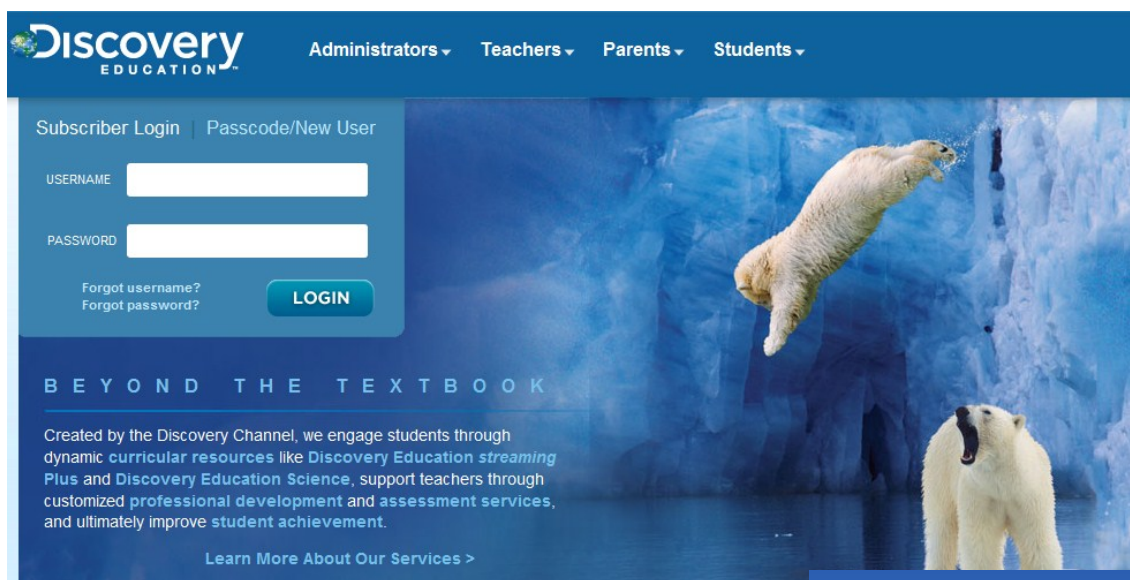 DISCOVERY
EDUCATION™
Administrators Teachers Parents Students
Subscriber Login | Passcode/New User
USERNAME
PASSWORD
Forgot username?
Forgot password?
LOGIN
BEYOND THE TEXTBOOK
Created by the Discovery Channel, we engage students through
dynamic curricular resources like Discovery Education streaming
Plus and Discovery Education Science, support teachers through
customized professional development and assessment services,
and ultimately improve student achievement.
Learn More About Our Services >